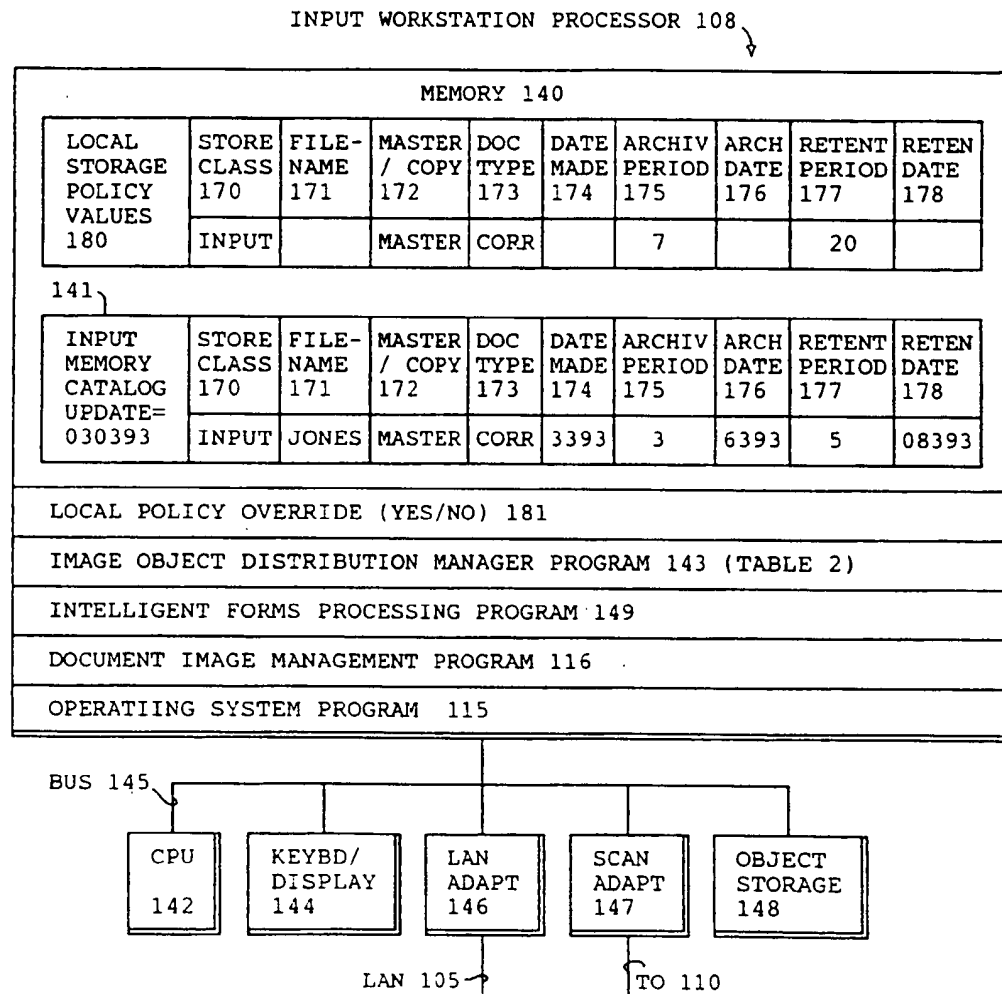 INPUT WORKSTATION PROCESSOR 108
MEMORY 140
LOCAL STORAGE POLICY VALUES 180
STORE CLASS 170
FILE-NAME 171
MASTER / COPY 172
DOC TYPE 173
DATE MADE 174
ARCHIV PERIOD 175
ARCH DATE 176
RETENT PERIOD 177
RETEN DATE 178
INPUT MASTER CORR 7 20
141
INPUT MEMORY CATALOG UPDATE= 030393
STORE CLASS 170
FILE-NAME 171
MASTER / COPY 172
DOC TYPE 173
DATE MADE 174
ARCHIV PERIOD 175
ARCH DATE 176
RETENT PERIOD 177
RETEN DATE 178
INPUT JONES MASTER CORR 3393 3 6393 5 08393
LOCAL POLICY OVERRIDE (YES/NO) 181
IMAGE OBJECT DISTRIBUTION MANAGER PROGRAM 143 (TABLE 2)
INTELLIGENT FORMS PROCESSING PROGRAM 149
DOCUMENT IMAGE MANAGEMENT PROGRAM 116
OPERATIING SYSTEM PROGRAM 115
BUS 145
CPU 142
KEYBD/ DISPLAY 144
LAN ADAPT 146
SCAN ADAPT 147
OBJECT STORAGE 148
LAN 105
TO 110